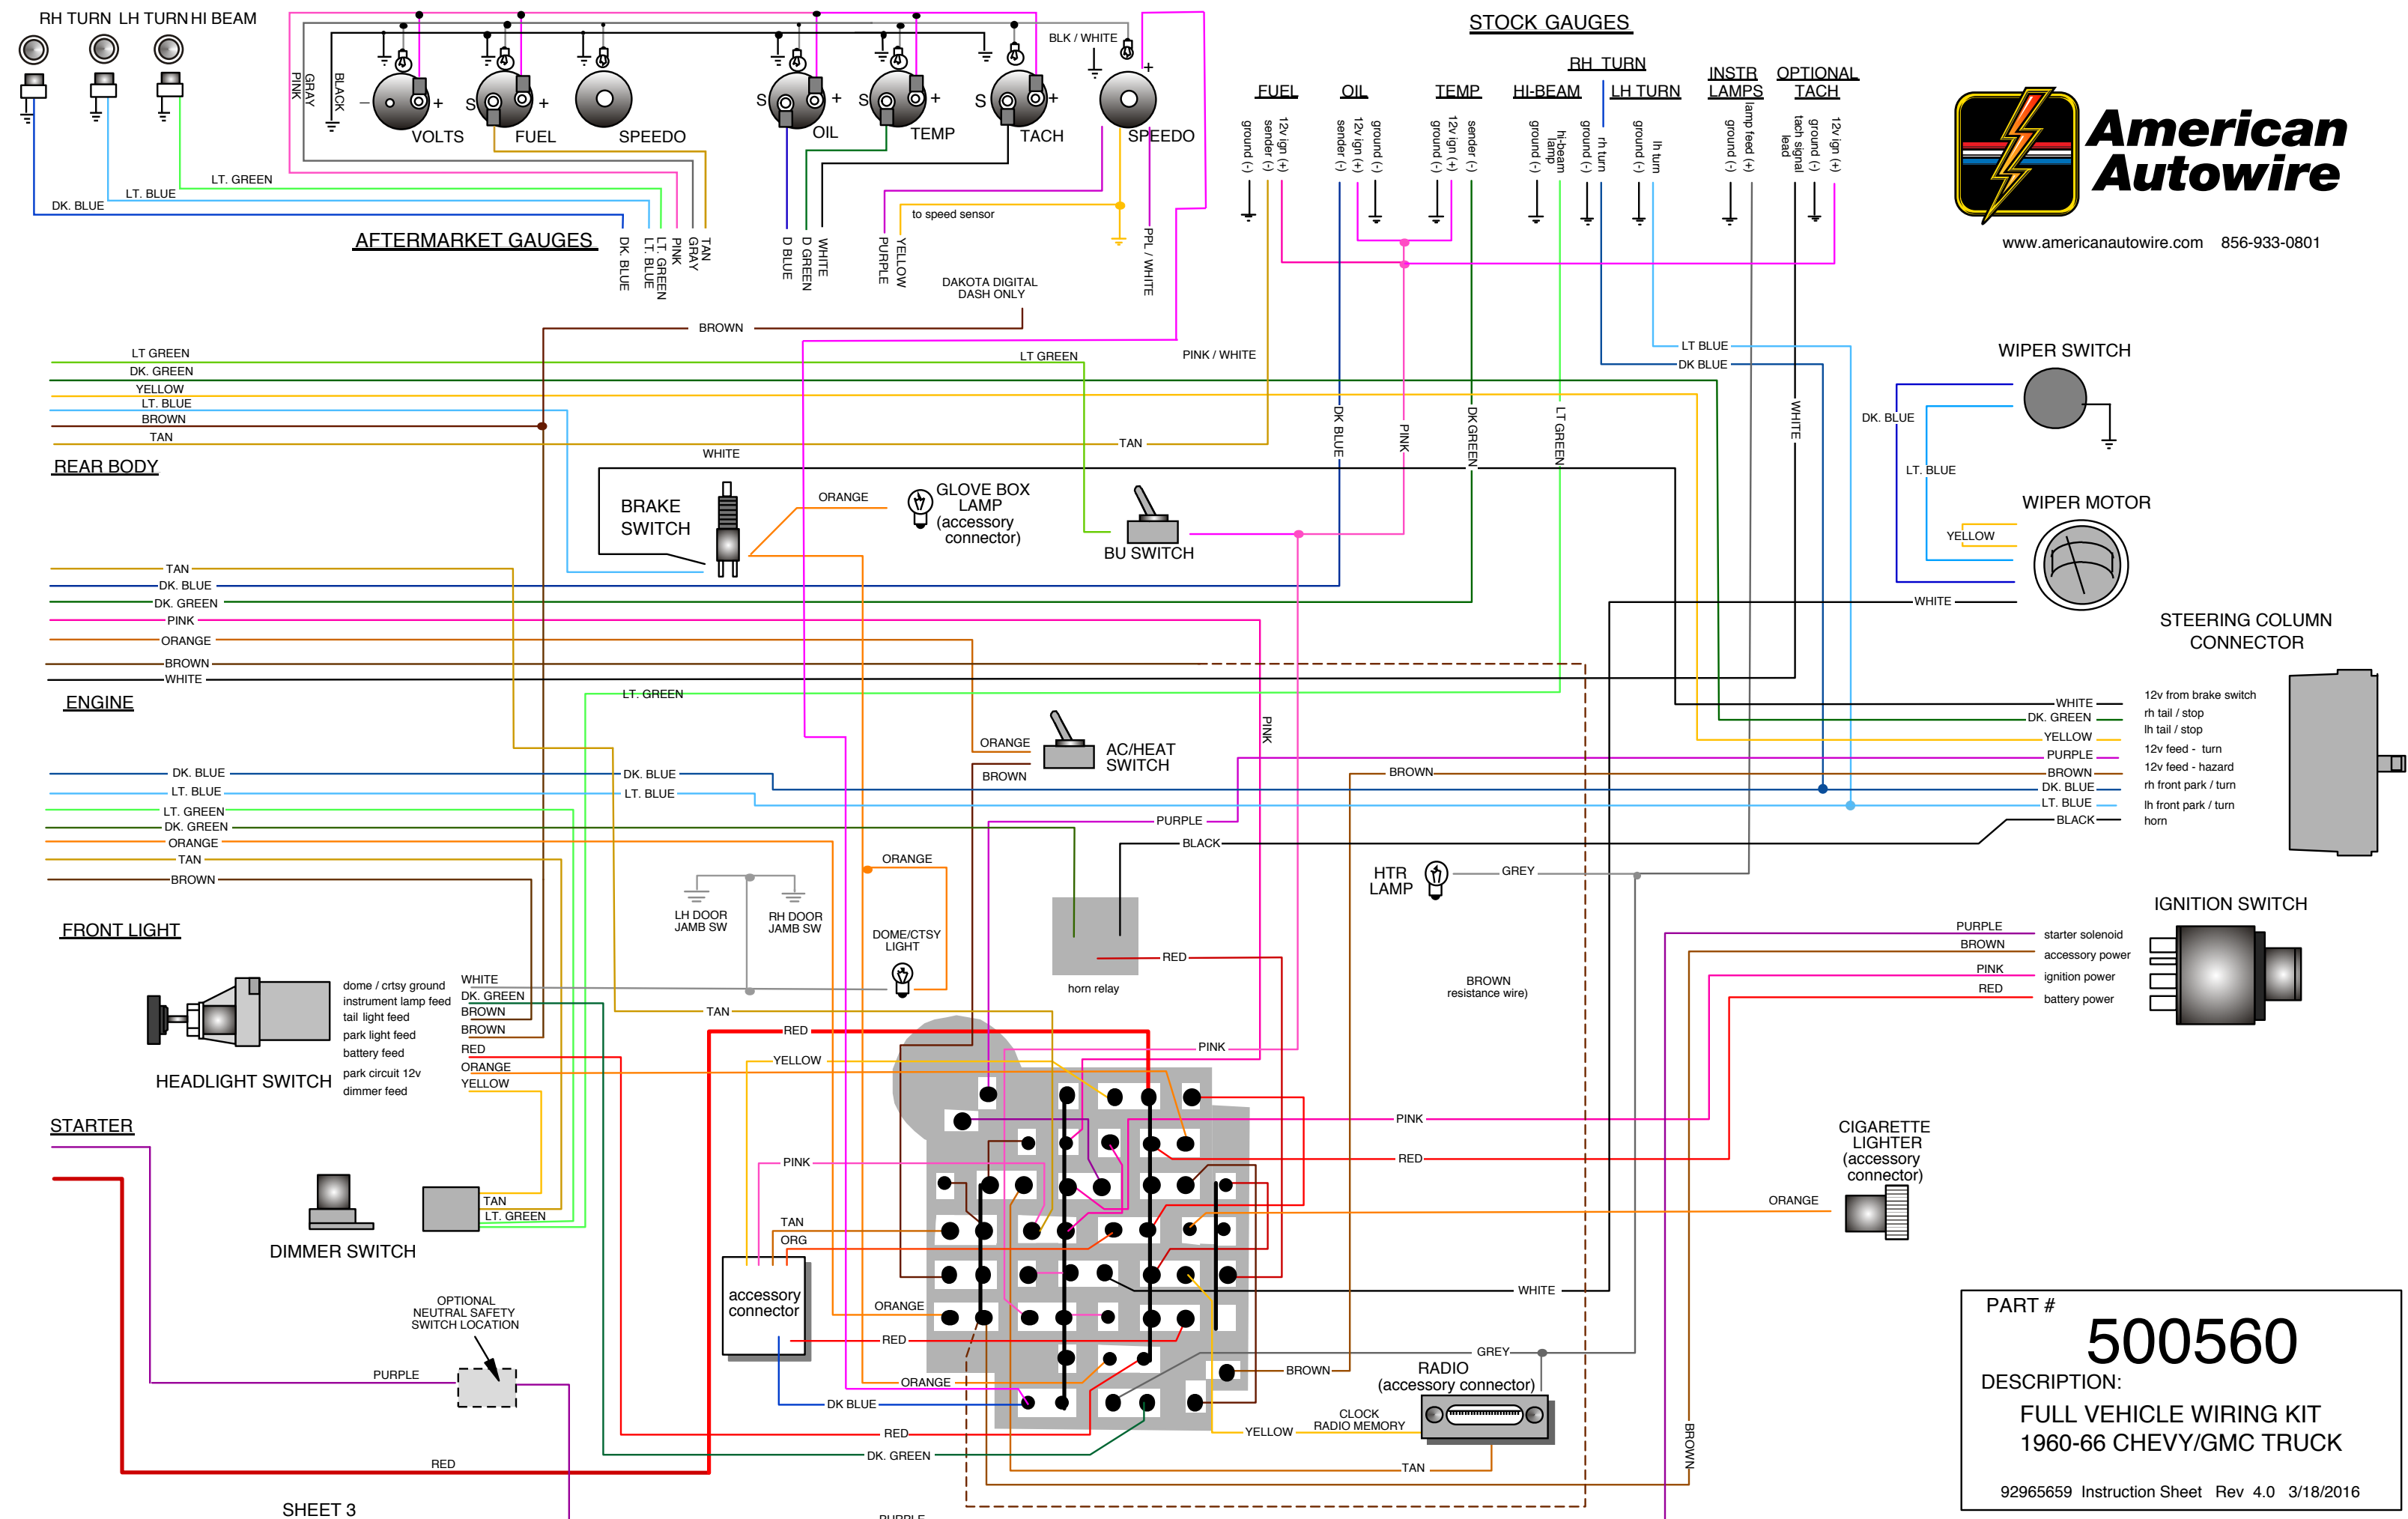 RH TURN LH TURN HI BEAM
STOCK GAUGES
BLK / WHITE
PINK
GRAY
BLACK
–
+
VOLTS
S
+
FUEL
SPEEDO
S
+
OIL
S
+
TEMP
S
+
TACH
+
SPEEDO
LT. GREEN
LT. BLUE
DK. BLUE
AFTERMARKET GAUGES
DK. BLUE
LT. BLUE
LT. GREEN
PINK
GRAY
TAN
D BLUE
D GREEN
WHITE
PURPLE
YELLOW
to speed sensor
PPL / WHITE
DAKOTA DIGITAL
DASH ONLY
FUEL
OIL
TEMP
HI-BEAM
RH TURN
LH TURN
INSTR
LAMPS
OPTIONAL
TACH
ground (-)
sender (-)
12v ign (+)
sender (-)
12v ign (+)
ground (-)
ground (-)
12v ign (+)
sender (-)
ground (-)
hi-beam
lamp
ground (-)
rh turn
ground (-)
lh turn
ground (-)
lamp feed (+)
tach signal
lead
ground (-)
12v ign (+)
American
Autowire
www.americanautowire.com 856-933-0801
BROWN
LT GREEN
DK. GREEN
YELLOW
LT. BLUE
BROWN
TAN
REAR BODY
LT GREEN
PINK / WHITE
TAN
WHITE
LT BLUE
DK BLUE
DK BLUE
PINK
DK GREEN
LT GREEN
WHITE
WIPER SWITCH
DK. BLUE
LT. BLUE
WIPER MOTOR
YELLOW
WHITE
BRAKE
SWITCH
ORANGE
GLOVE BOX
LAMP
(accessory
connector)
BU SWITCH
TAN
DK. BLUE
DK. GREEN
PINK
ORANGE
BROWN
WHITE
ENGINE
LT. GREEN
PINK
ORANGE
BROWN
AC/HEAT
SWITCH
STEERING COLUMN
CONNECTOR
WHITE
12v from brake switch
DK. GREEN
rh tail / stop
YELLOW
lh tail / stop
PURPLE
12v feed - turn
BROWN
12v feed - hazard
DK. BLUE
rh front park / turn
LT. BLUE
lh front park / turn
BLACK
horn
DK. BLUE
LT. BLUE
LT. GREEN
DK. GREEN
ORANGE
TAN
BROWN
DK. BLUE
LT. BLUE
BROWN
PURPLE
BLACK
FRONT LIGHT
LH DOOR
JAMB SW
RH DOOR
JAMB SW
ORANGE
DOME/CTSY
LIGHT
RED
horn relay
HTR
LAMP
GREY
BROWN
resistance wire)
IGNITION SWITCH
PURPLE
starter solenoid
BROWN
accessory power
PINK
ignition power
RED
battery power
HEADLIGHT SWITCH
dome / crtsy ground
WHITE
instrument lamp feed
DK. GREEN
tail light feed
BROWN
park light feed
BROWN
battery feed
RED
park circuit 12v
ORANGE
dimmer feed
YELLOW
TAN
RED
YELLOW
PINK
PINK
RED
PINK
TAN
ORG
accessory
connector
ORANGE
RED
ORANGE
DK BLUE
RED
DK. GREEN
STARTER
DIMMER SWITCH
TAN
LT. GREEN
OPTIONAL
NEUTRAL SAFETY
SWITCH LOCATION
PURPLE
RED
SHEET 3
PURPLE
CIGARETTE
LIGHTER
(accessory
connector)
ORANGE
WHITE
GREY
BROWN
RADIO
(accessory connector)
CLOCK
RADIO MEMORY
YELLOW
TAN
BROWN
PART #
500560
DESCRIPTION:
FULL VEHICLE WIRING KIT
1960-66 CHEVY/GMC TRUCK
92965659 Instruction Sheet Rev 4.0 3/18/2016